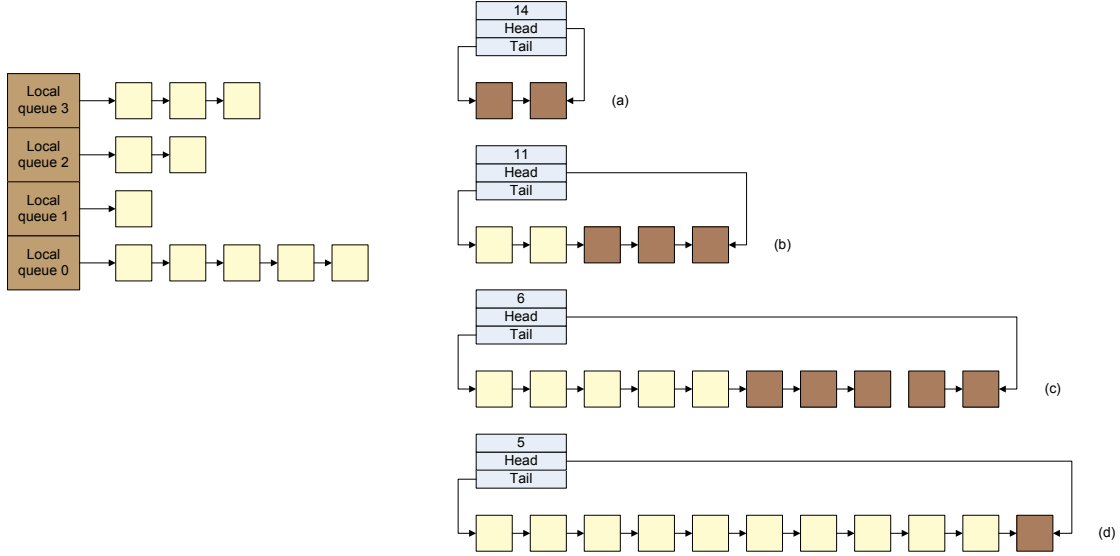 Local
queue 3
Local
queue 2
Local
queue 1
Local
queue 0
14
Head
Tail
(a)
11
Head
Tail
(b)
6
Head
Tail
(c)
5
Head
Tail
(d)